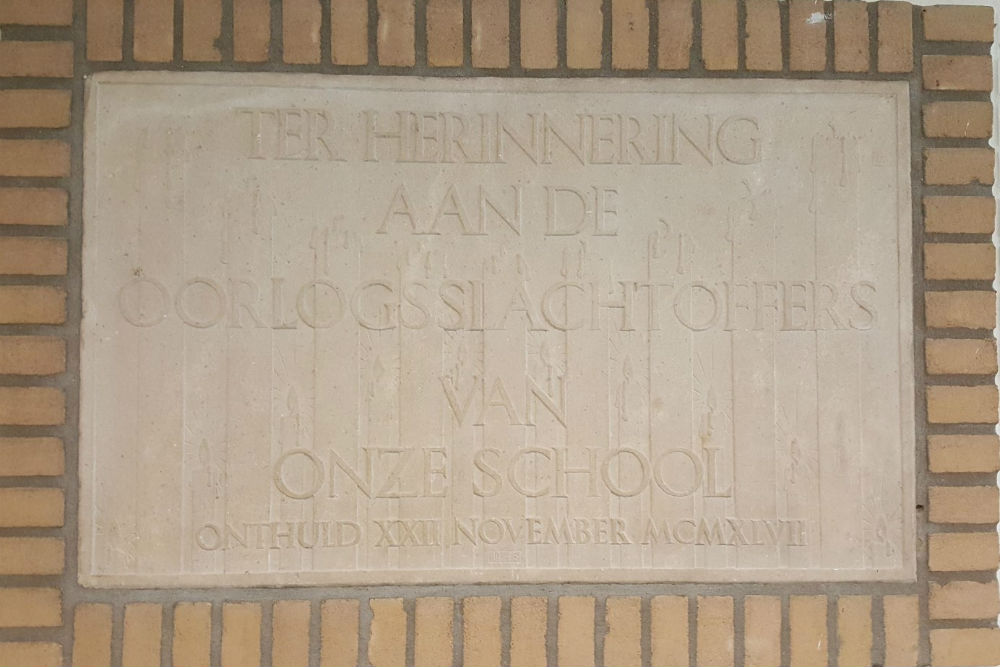 TER HERINNERING
AAN DE
OORLOGSSLACHTOFFERS
VAN
ONZE SCHOOL
ONTHULD XXII NOVEMBER MCMXLVII